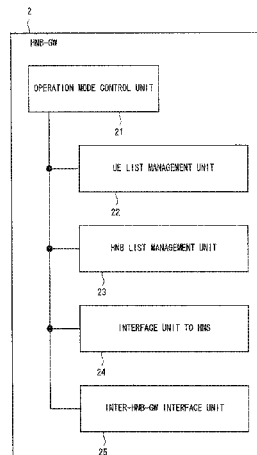 2
HNB-GW
OPERATION MODE CONTROL UNIT
21
UE LIST MANAGEMENT UNIT
22
HNB LIST MANAGEMENT UNIT
23
INTERFACE UNIT TO HMS
24
INTER-HNB-GW INTERFACE UNIT
25